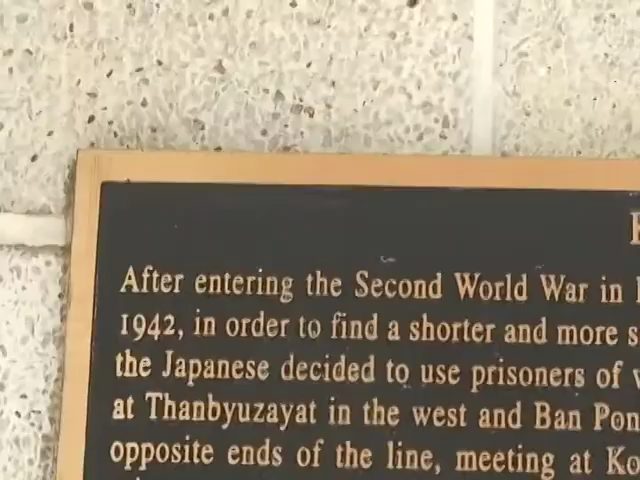 After entering the Second World War in
1942, in order to find a shorter and more s
the Japanese decided to use prisoners of
at Thanbyuzayat in the west and Ban Pon
opposite ends of the line, meeting at Ko